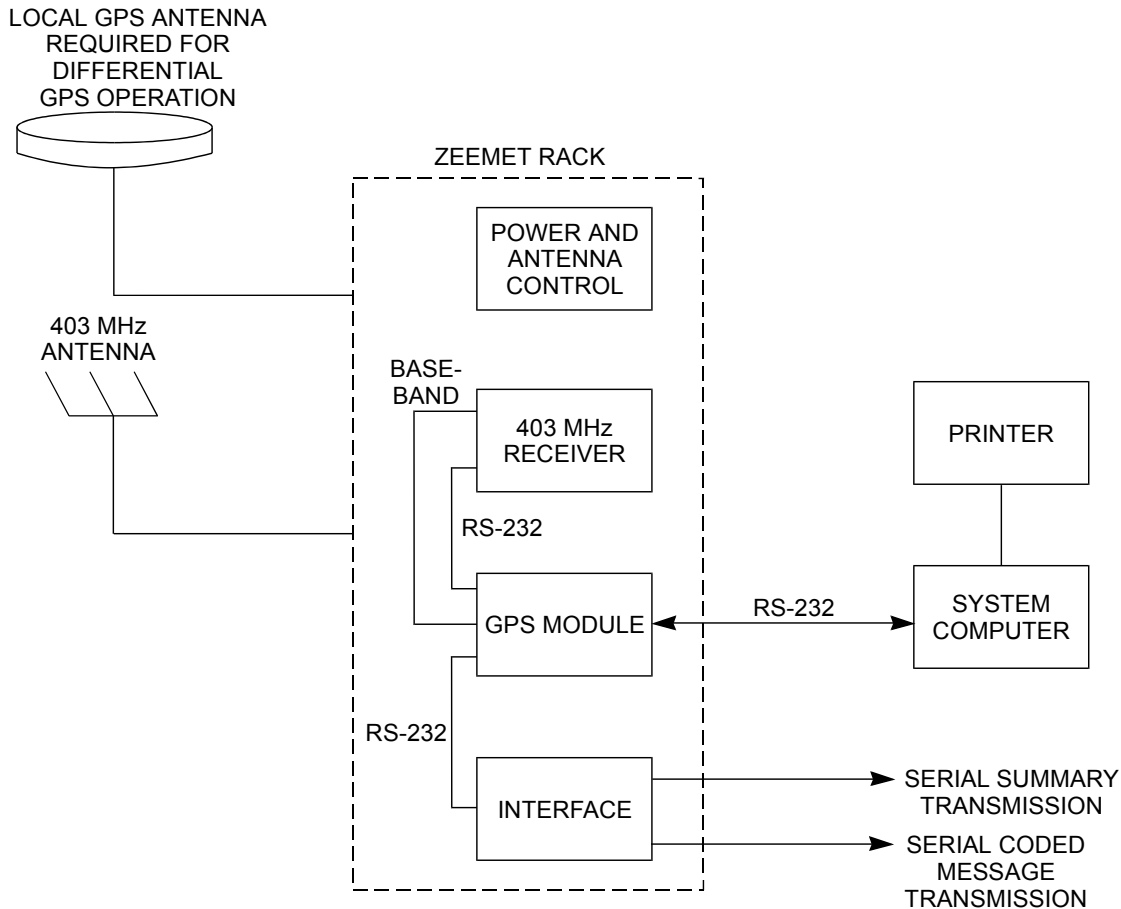 LOCAL GPS ANTENNA
REQUIRED FOR
DIFFERENTIAL
GPS OPERATION
ZEEMET RACK
POWER AND
ANTENNA
CONTROL
403 MHz
ANTENNA
BASE-
BAND
403 MHz
RECEIVER
PRINTER
RS-232
GPS MODULE
RS-232
SYSTEM
COMPUTER
RS-232
INTERFACE
SERIAL SUMMARY
TRANSMISSION
SERIAL CODED
MESSAGE
TRANSMISSION